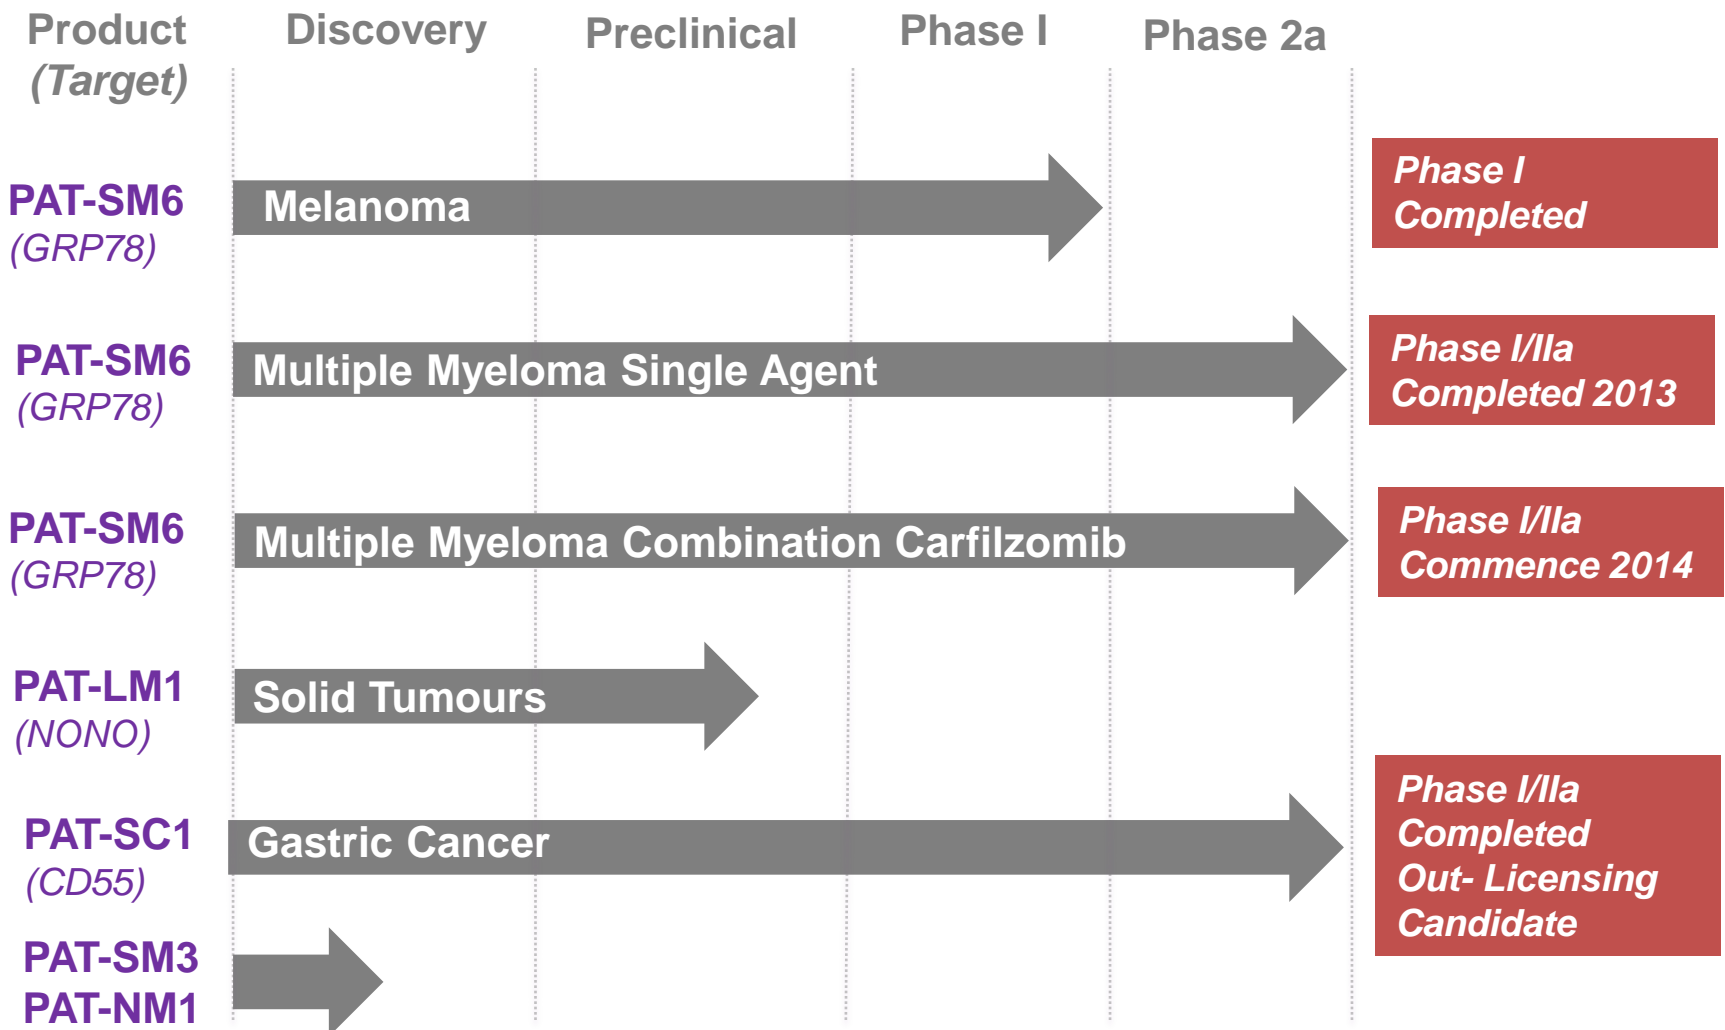 Product
(Target)
Discovery
Preclinical
Phase I
Phase 2a
PAT-SM6
(GRP78)
Melanoma
Phase I
Completed
PAT-SM6
(GRP78)
Multiple Myeloma Single Agent
Phase I/IIa
Completed 2013
PAT-SM6
(GRP78)
Multiple Myeloma Combination Carfilzomib
Phase I/IIa
Commence 2014
PAT-LM1
(NONO)
Solid Tumours
PAT-SC1
(CD55)
Gastric Cancer
Phase I/IIa
Completed
Out- Licensing
Candidate
PAT-SM3
PAT-NM1